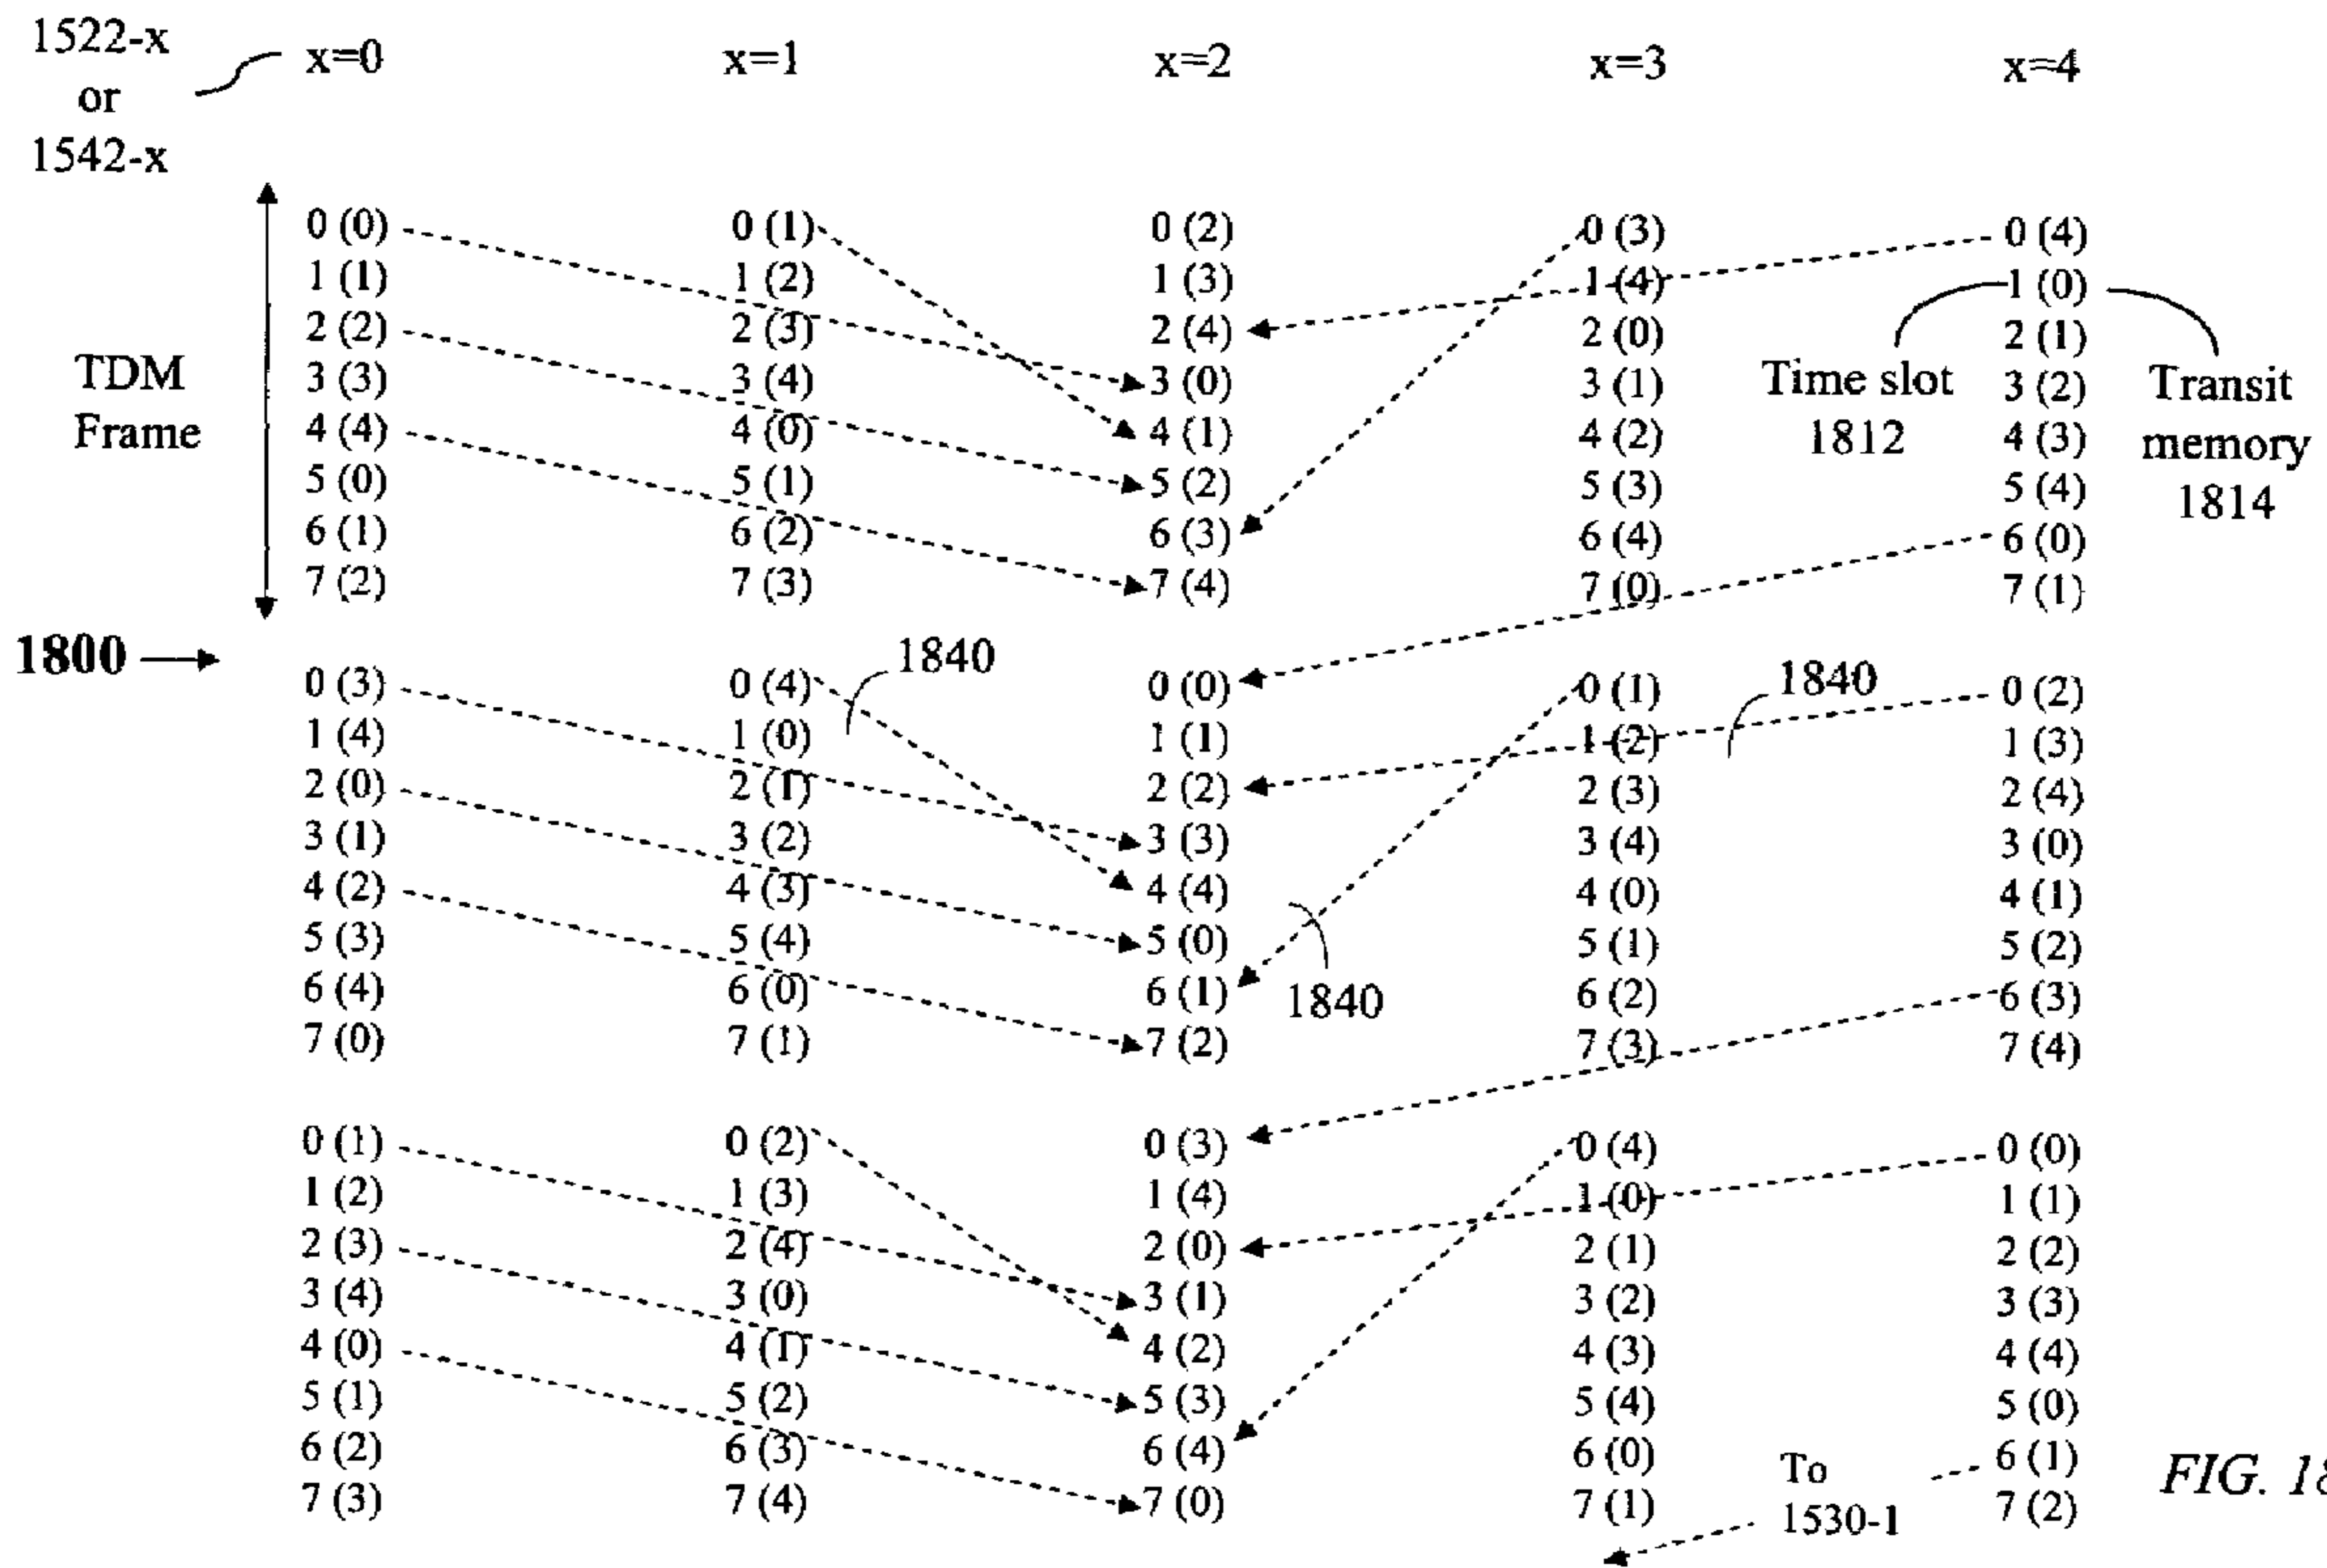 1522-x
or
1542-x
x=0 x=1 x=2 x=3 x=4
0 (0) 0 (1) 0 (2) 0 (3) 0 (4)
1 (1) 1 (2) 1 (3) 1 (4) 1 (0)
2 (2) 2 (3) 2 (4) 2 (0) 2 (1)
3 (3) 3 (4) 3 (0) 3 (1) 3 (2)
4 (4) 4 (0) 4 (1) 4 (2) 4 (3)
5 (0) 5 (1) 5 (2) 5 (3) 5 (4)
6 (1) 6 (2) 6 (3) 6 (4) 6 (0)
7 (2) 7 (3) 7 (4) 7 (0) 7 (1)
TDM
Frame
Time slot
1812
Transit
memory
1814
1800
1840
1840
0 (3) 0 (4) 0 (0) 0 (1) 0 (2)
1 (4) 1 (0) 1 (1) 1 (2) 1 (3)
2 (0) 2 (1) 2 (2) 2 (3) 2 (4)
3 (1) 3 (2) 3 (3) 3 (4) 3 (0)
4 (2) 4 (3) 4 (4) 4 (0) 4 (1)
5 (3) 5 (4) 5 (0) 5 (1) 5 (2)
6 (4) 6 (0) 6 (1) 6 (2) 6 (3)
7 (0) 7 (1) 7 (2) 7 (3) 7 (4)
1840
0 (1) 0 (2) 0 (3) 0 (4) 0 (0)
1 (2) 1 (3) 1 (4) 1 (0) 1 (1)
2 (3) 2 (4) 2 (0) 2 (1) 2 (2)
3 (4) 3 (0) 3 (1) 3 (2) 3 (3)
4 (0) 4 (1) 4 (2) 4 (3) 4 (4)
5 (1) 5 (2) 5 (3) 5 (4) 5 (0)
6 (2) 6 (3) 6 (4) 6 (0) 6 (1)
7 (3) 7 (4) 7 (0) 7 (1) 7 (2)
To
1530-1
FIG. 18